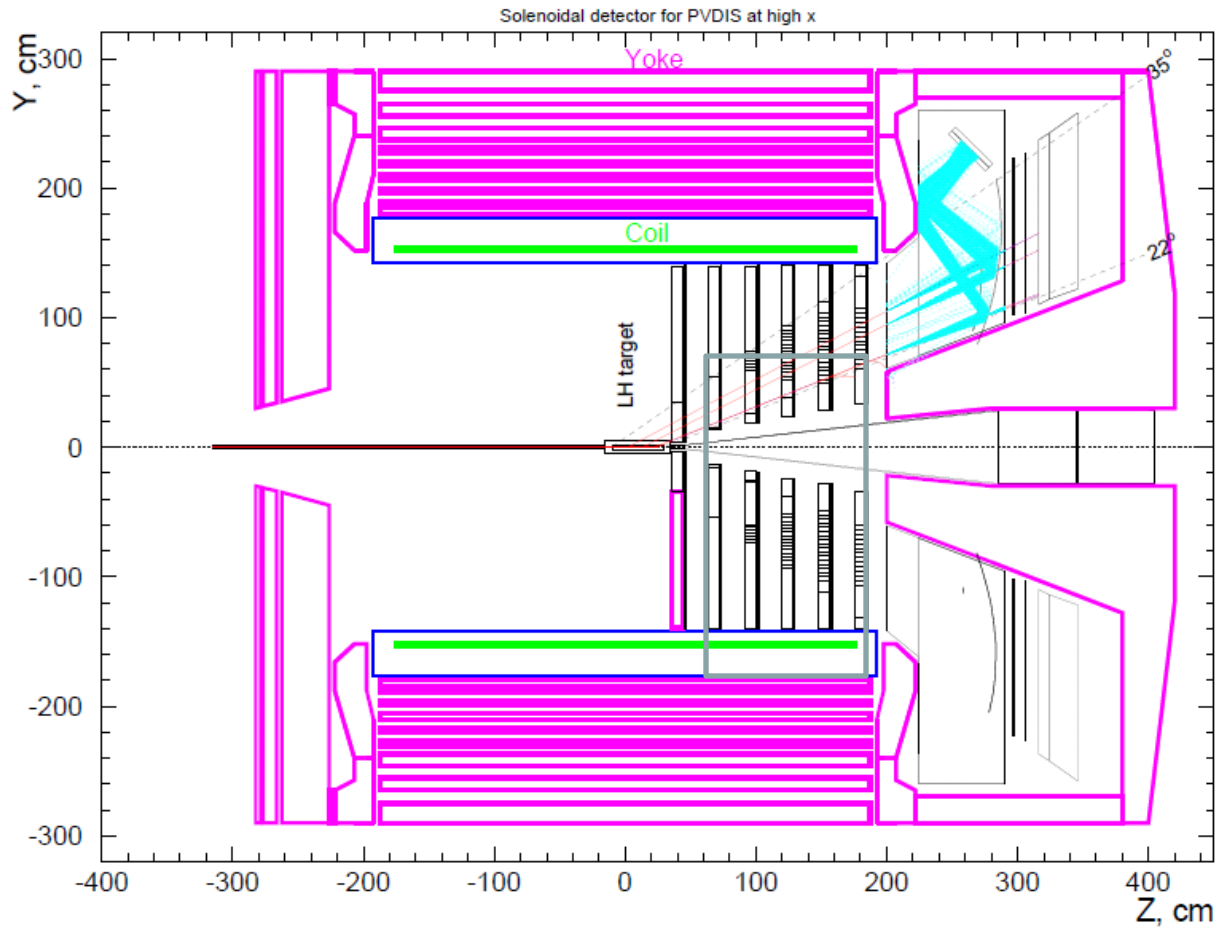 Solenoidal detector for PVDIS at high x
Y, cm
300
200
100
0
-100
-200
-300
Yoke
Coil
LH target
35°
22°
-400 -300 -200 -100 0 100 200 300 400
Z, cm